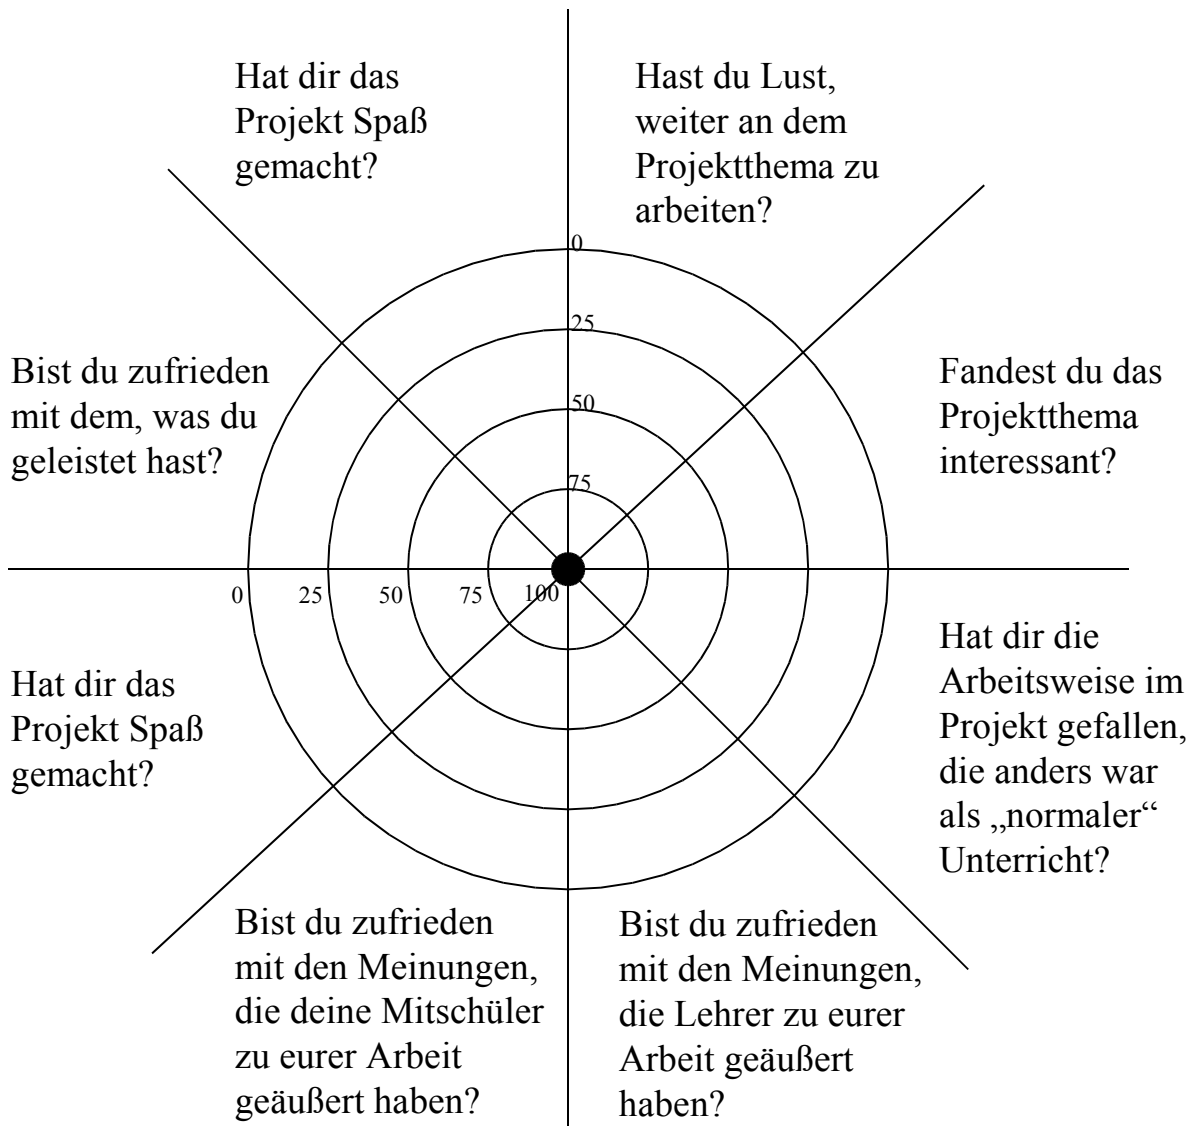 Hat dir das
Projekt Spaß
gemacht?
Hast du Lust,
weiter an dem
Projektthema zu
arbeiten?
0
25
50
75
Bist du zufrieden
mit dem, was du
geleistet hast?
Fandest du das
Projektthema
interessant?
0 25 50 75 100
Hat dir das
Projekt Spaß
gemacht?
Hat dir die
Arbeitsweise im
Projekt gefallen,
die anders war
als „normaler“
Unterricht?
Bist du zufrieden
mit den Meinungen,
die deine Mitschüler
zu eurer Arbeit
geäußert haben?
Bist du zufrieden
mit den Meinungen,
die Lehrer zu eurer
Arbeit geäußert
haben?